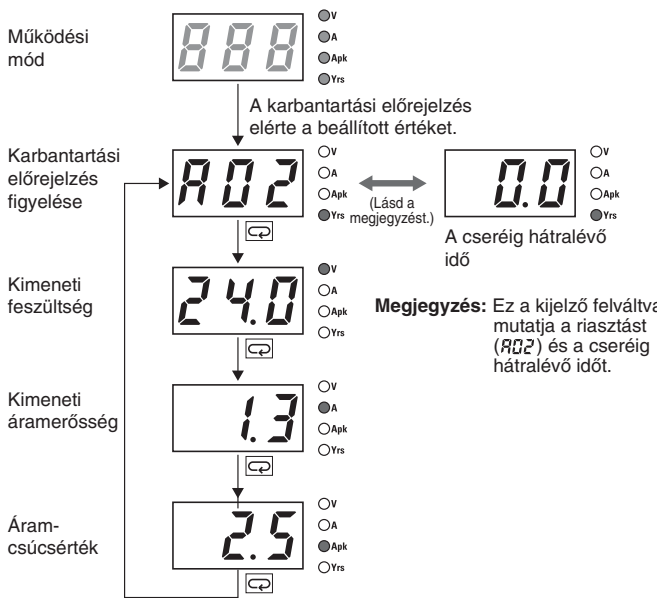 Működési
mód
888
V
A
Apk
Yrs
A karbantartási előrejelzés
elérte a beállított értéket.
Karbantartási
előrejelzés
figyelése
A02
V
A
Apk
Yrs
(Lásd a
megjegyzést.)
0.0
V
A
Apk
Yrs
A cseréig hátralévő
idő
Kimeneti
feszültség
24.0
V
A
Apk
Yrs
Megjegyzés: Ez a kijelző felváltva
mutatja a riasztást
(A02) és a cseréig
hátralévő időt.
Kimeneti
áramerősség
1.3
V
A
Apk
Yrs
Áram-
csúcsérték
2.5
V
A
Apk
Yrs